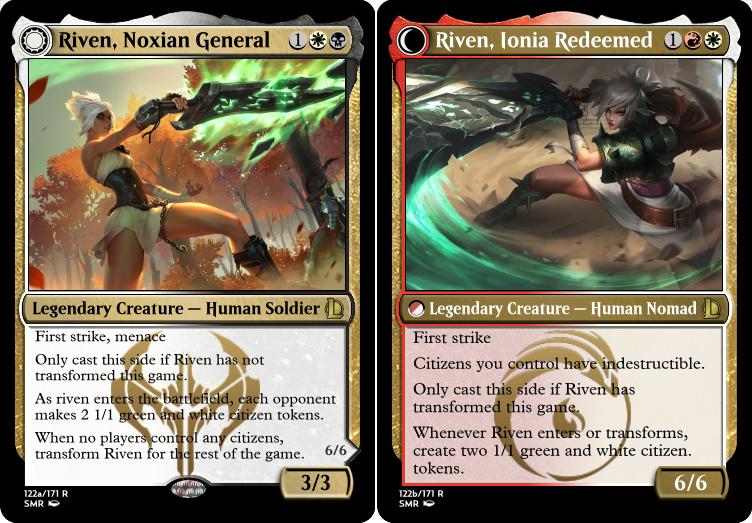 Riven, Noxian General 1
Legendary Creature — Human Soldier
First strike, menace
Only cast this side if Riven has not
transformed this game.
As riven enters the battlefield, each opponent
makes 2 1/1 green and white citizen tokens.
When no players control any citizens,
transform Riven for the rest of the game.
6/6
3/3
122a/171 R
SMR
Riven, Ionia Redeemed 1
Legendary Creature — Human Nomad
First strike
Citizens you control have indestructible.
Only cast this side if Riven has
transformed this game.
Whenever Riven enters or transforms,
create two 1/1 green and white citizen.
tokens.
6/6
122b/171 R
SMR